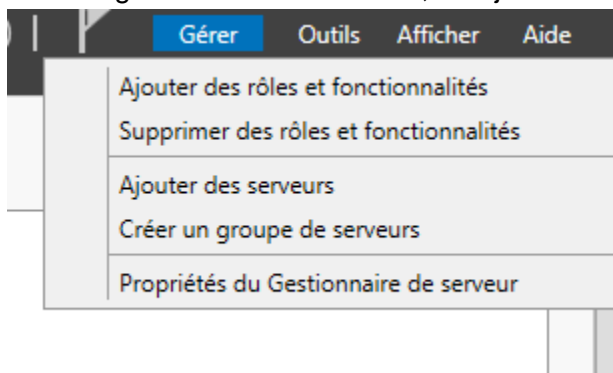 Gérer Outils Afficher Aide
Ajouter des rôles et fonctionnalités
Supprimer des rôles et fonctionnalités
Ajouter des serveurs
Créer un groupe de serveurs
Propriétés du Gestionnaire de serveur